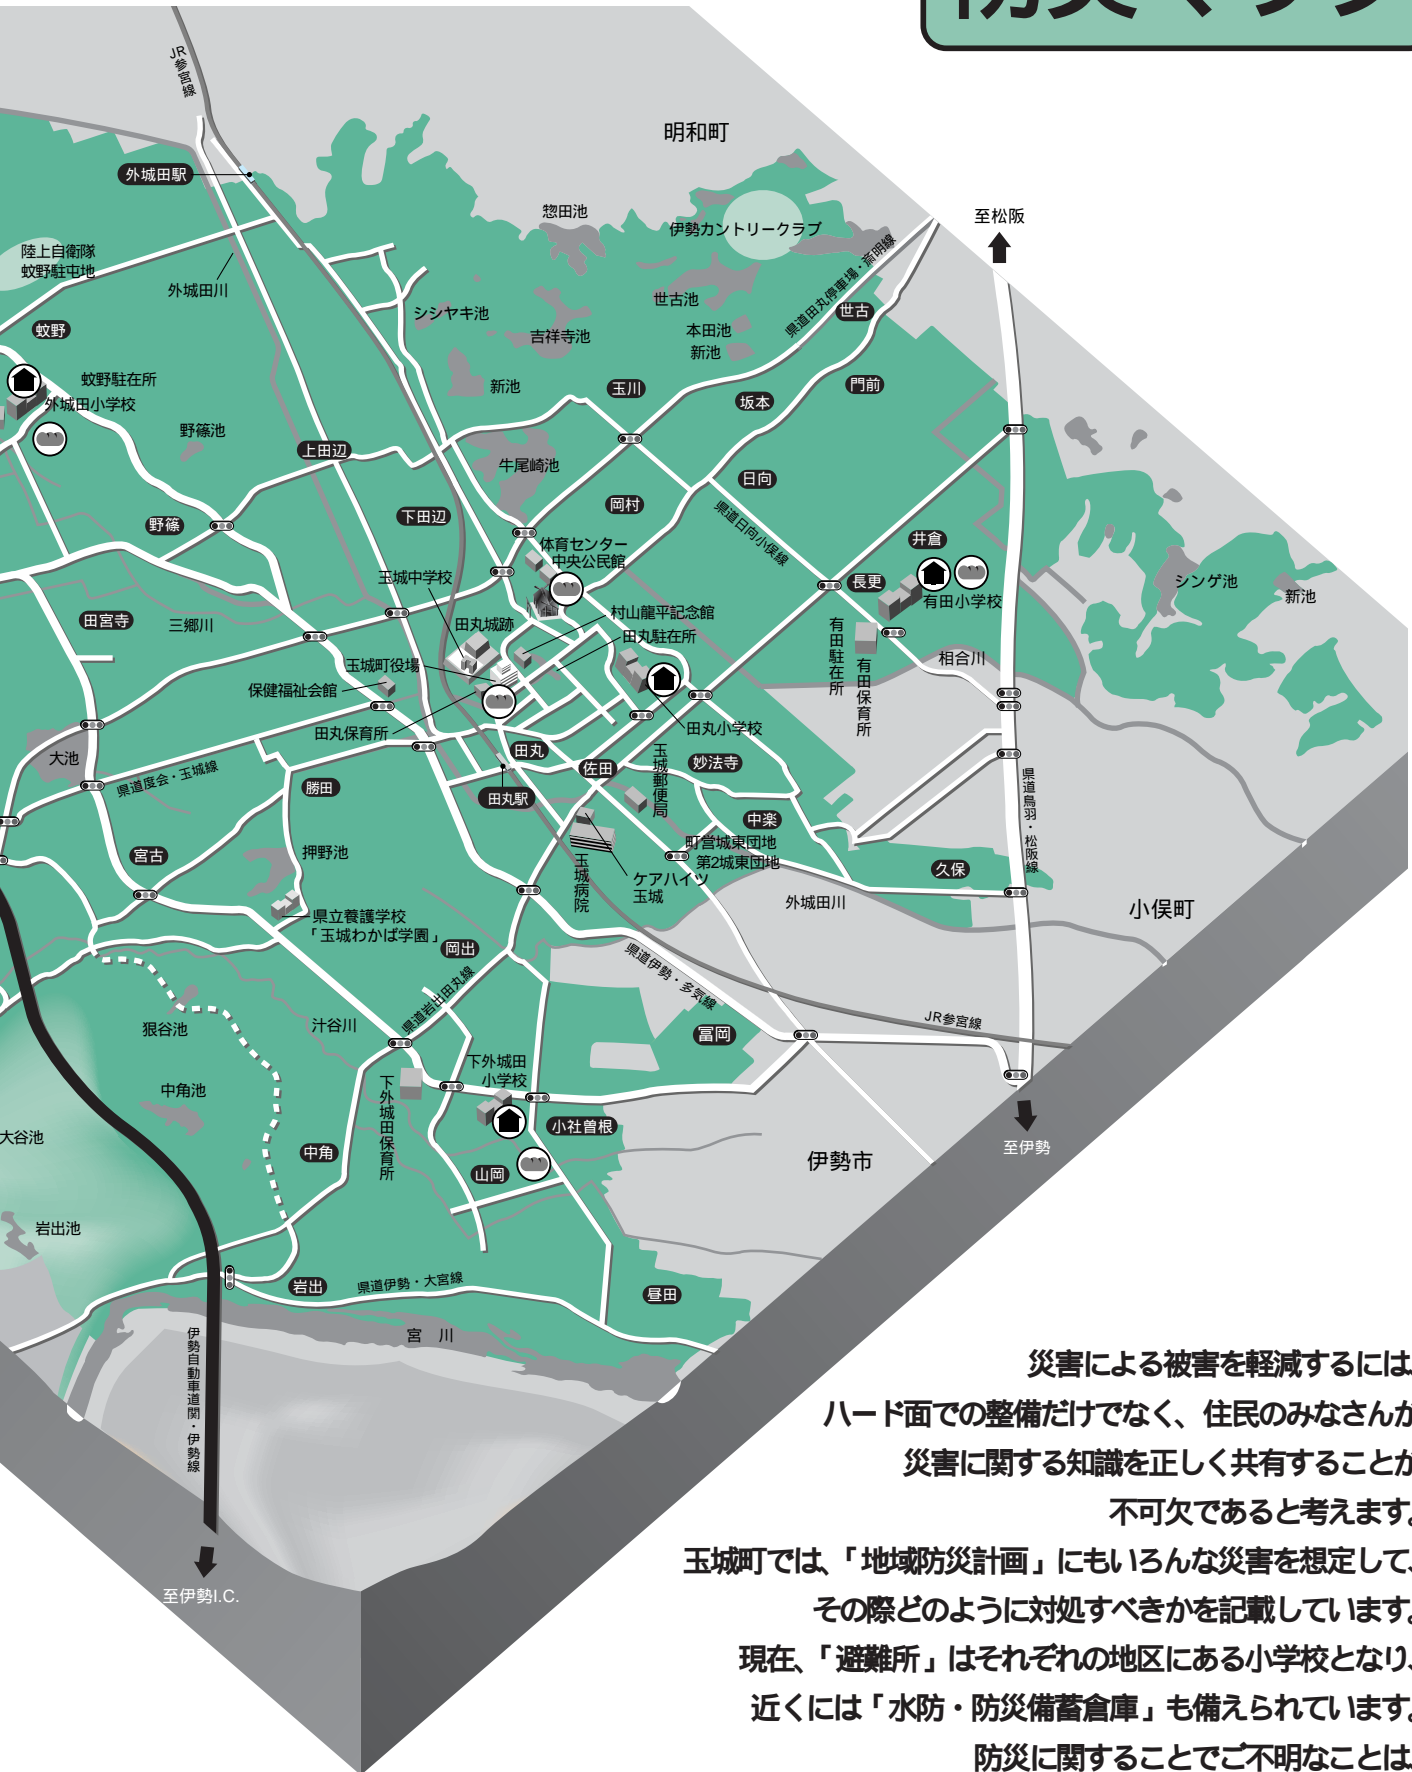 防災マップ
JR参宮線
明和町
外城田駅
惣田池
伊勢カントリークラブ
至松阪
陸上自衛隊
蚊野駐屯地
外城田川
県道田丸停車場・斎明線
世古池
世古
シシヤキ池
吉祥寺池
本田池
新池
蚊野
蚊野駐在所
外城田小学校
新池
玉川
坂本
門前
野篠池
上田辺
牛尾崎池
日向
岡村
下田辺
野篠
県道日向小俣線
体育センター
中央公民館
井倉
玉城中学校
長更
有田小学校
シンゲ池
新池
田宮寺
三郷川
田丸城跡
村山龍平記念館
田丸駐在所
有田駐在所
有田保育所
相合川
玉城町役場
保健福祉会館
田丸保育所
田丸小学校
大池
県道度会・玉城線
田丸
佐田
玉城郵便局
妙法寺
勝田
田丸駅
県道鳥羽・松阪線
中楽
宮古
押野池
町営城東団地
第2城東団地
玉城病院
ケアハイツ
玉城
久保
外城田川
小俣町
県立養護学校
「玉城わかば学園」
岡出
県道伊勢・多気線
県道岩出田丸線
狠谷池
汁谷川
JR参宮線
冨岡
下外城田
小学校
中角池
下外城田保育所
小社曽根
大谷池
中角
山岡
伊勢市
至伊勢
岩出池
岩出
県道伊勢・大宮線
昼田
宮 川
伊勢自動車道関・伊勢線
至伊勢I.C.
災害による被害を軽減するには、
ハード面での整備だけでなく、住民のみなさんが
災害に関する知識を正しく共有することが
不可欠であると考えます。
玉城町では、「地域防災計画」にもいろんな災害を想定して、
その際どのように対処すべきかを記載しています。
現在、「避難所」はそれぞれの地区にある小学校となり、
近くには「水防・防災備蓄倉庫」も備えられています。
防災に関することでご不明なことは、